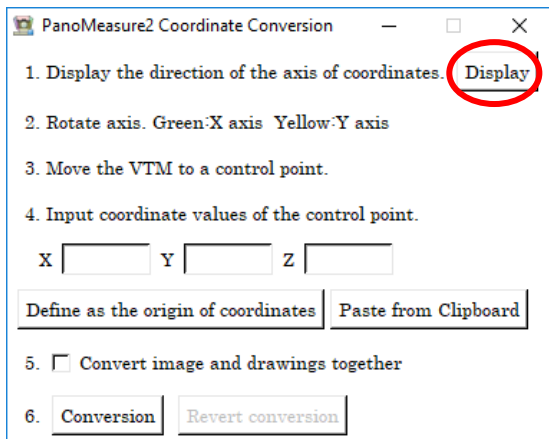 PanoMeasure2 Coordinate Conversion
1. Display the direction of the axis of coordinates. Display
2. Rotate axis. Green:X axis Yellow:Y axis
3. Move the VTM to a control point.
4. Input coordinate values of the control point.
X Y Z
Define as the origin of coordinates Paste from Clipboard
5. Convert image and drawings together
6. Conversion Revert conversion